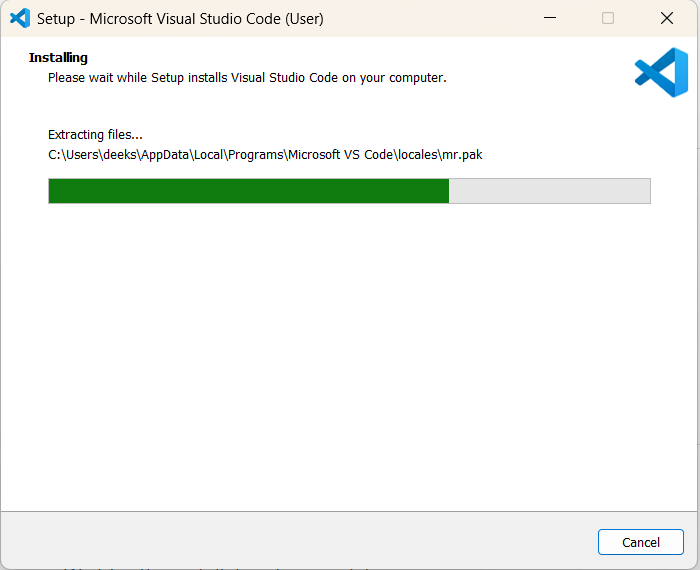 Setup - Microsoft Visual Studio Code (User)
Installing
Please wait while Setup installs Visual Studio Code on your computer.
Extracting files...
C:\Users\deeks\AppData\Local\Programs\Microsoft VS Code\locales\mr.pak
Cancel